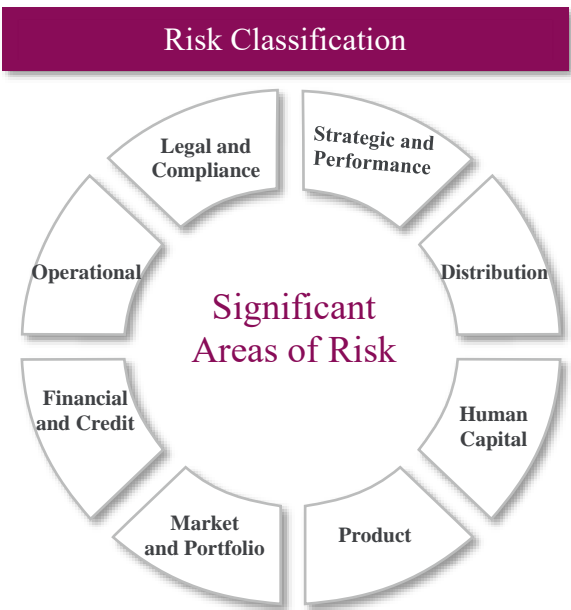 Risk Classification
Legal and
Compliance
Strategic and
Performance
Operational
Distribution
Significant
Areas of Risk
Financial
and Credit
Human
Capital
Market
and Portfolio
Product